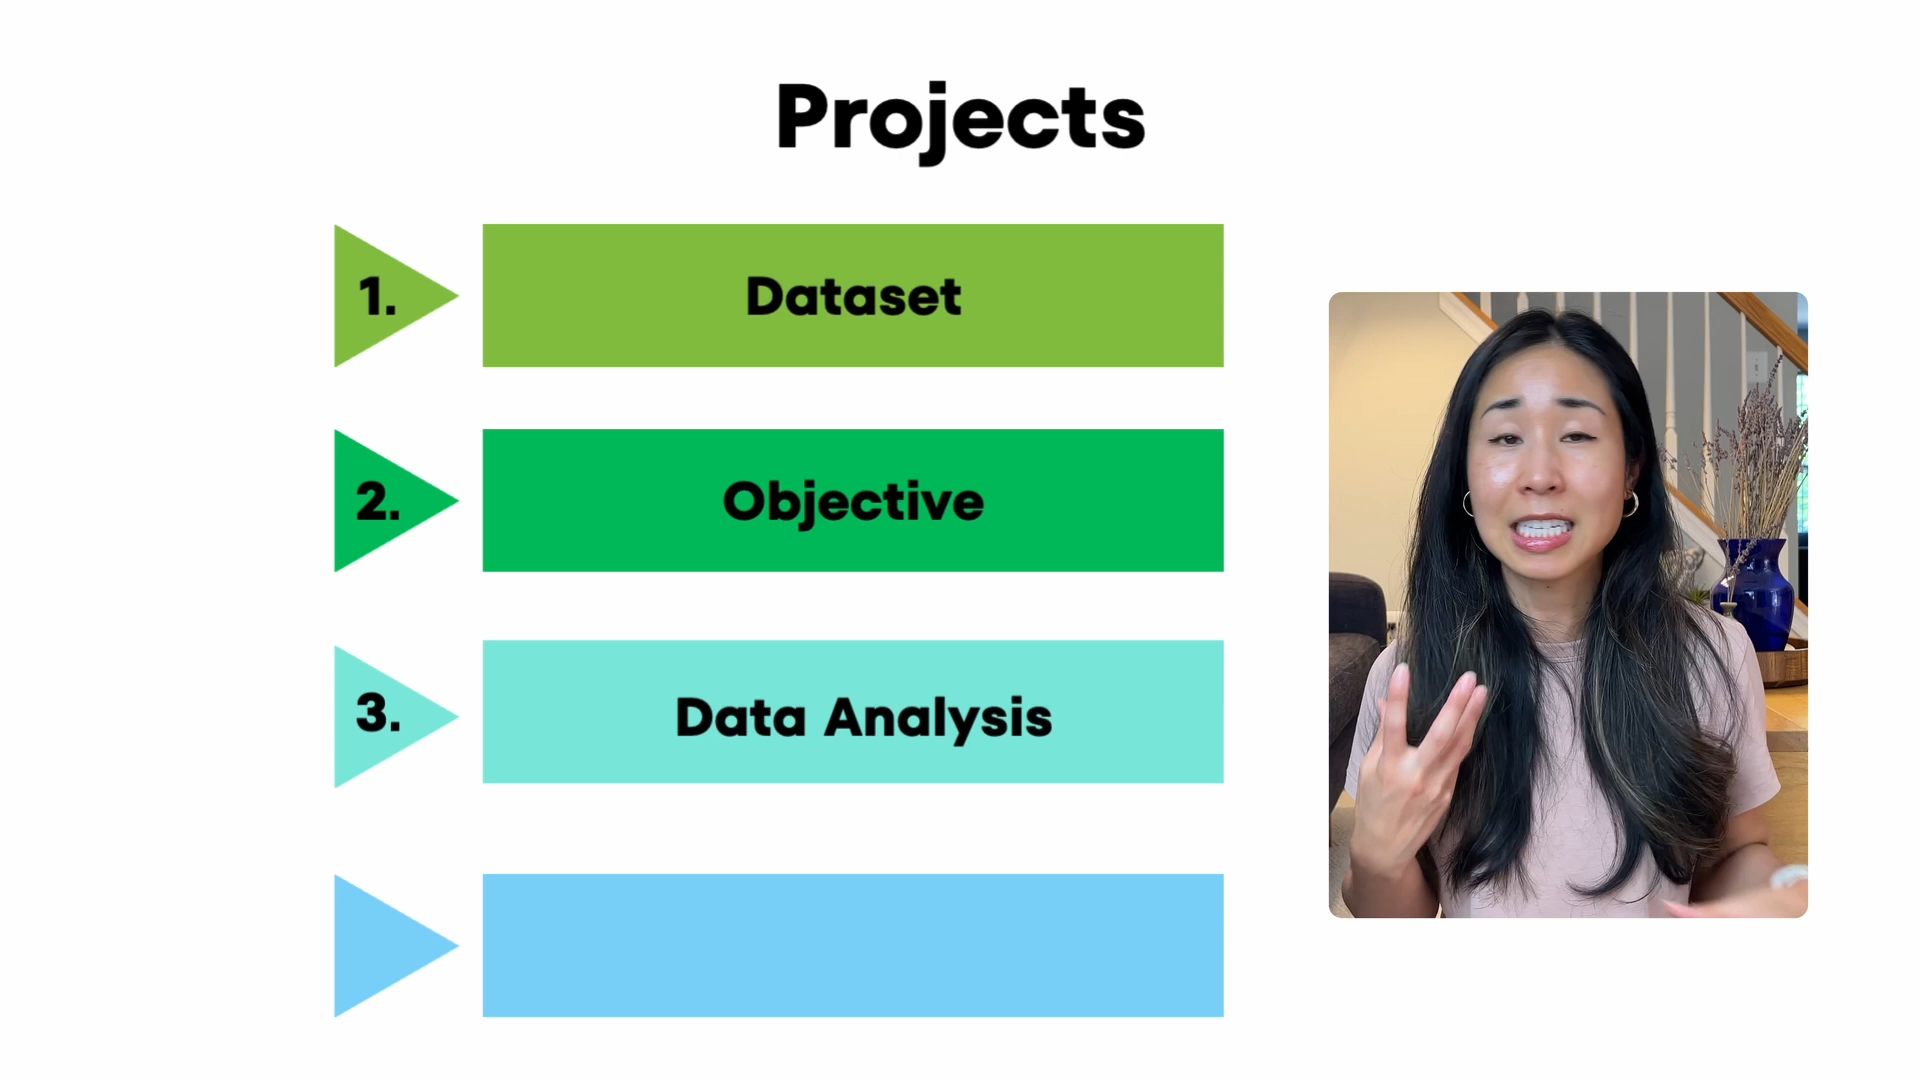 Projects
1.
Dataset
2.
Objective
3.
Data Analysis